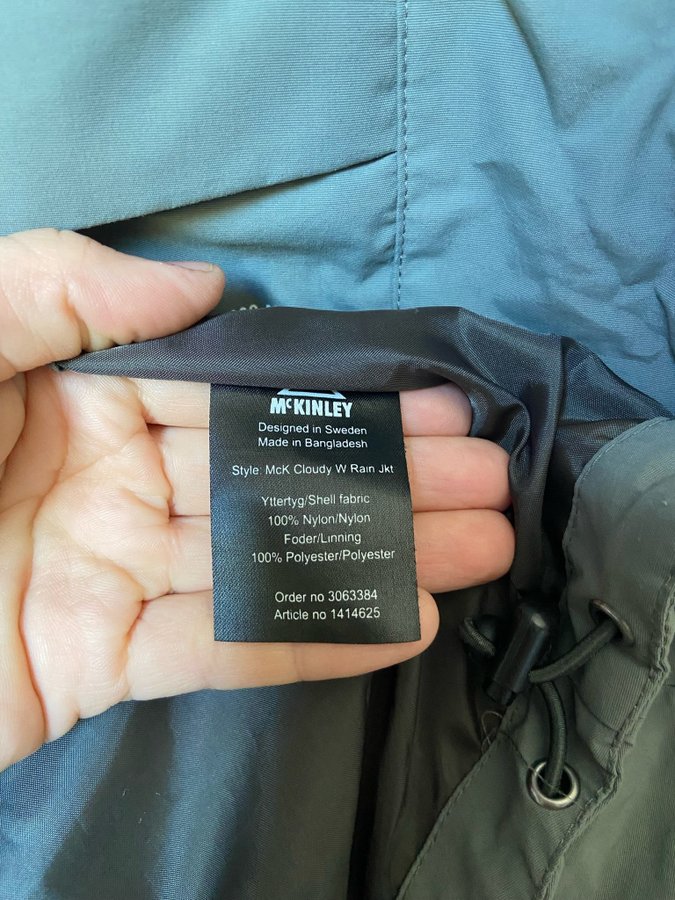 McKINLEY
Designed in Sweden
Made in Bangladesh
Style: McK Cloudy W Rain Jkt
Yttertyg/Shell fabric
100% Nylon/Nylon
Foder/Linning
100% Polyester/Polyester
Order no 3063384
Article no 1414625